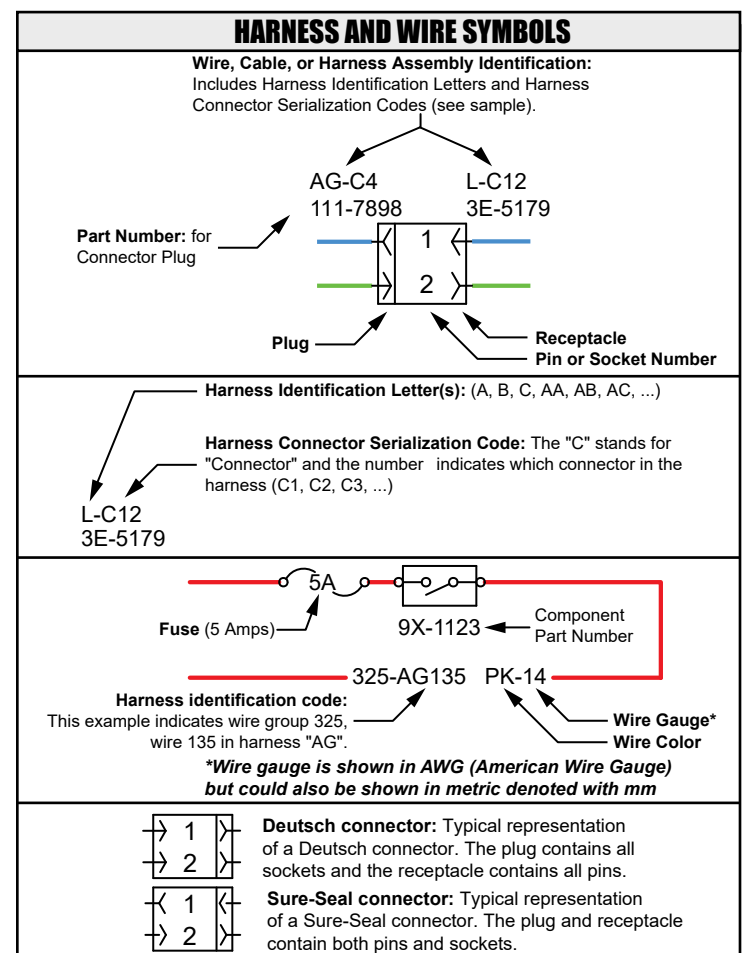 HARNESS AND WIRE SYMBOLS
Wire, Cable, or Harness Assembly Identification:
Includes Harness Identification Letters and Harness
Connector Serialization Codes (see sample).
AG-C4
111-7898
L-C12
3E-5179
Part Number: for
Connector Plug
1
2
Plug
Receptacle
Pin or Socket Number
Harness Identification Letter(s): (A, B, C, AA, AB, AC, ...)
Harness Connector Serialization Code: The "C" stands for
"Connector" and the number indicates which connector in the
harness (C1, C2, C3, ...)
L-C12
3E-5179
5A
Fuse (5 Amps)
9X-1123
Component
Part Number
325-AG135 PK-14
Harness identification code:
This example indicates wire group 325,
wire 135 in harness "AG".
Wire Gauge*
Wire Color
*Wire gauge is shown in AWG (American Wire Gauge)
but could also be shown in metric denoted with mm
1
2
Deutsch connector: Typical representation
of a Deutsch connector. The plug contains all
sockets and the receptacle contains all pins.
1
2
Sure-Seal connector: Typical representation
of a Sure-Seal connector. The plug and receptacle
contain both pins and sockets.